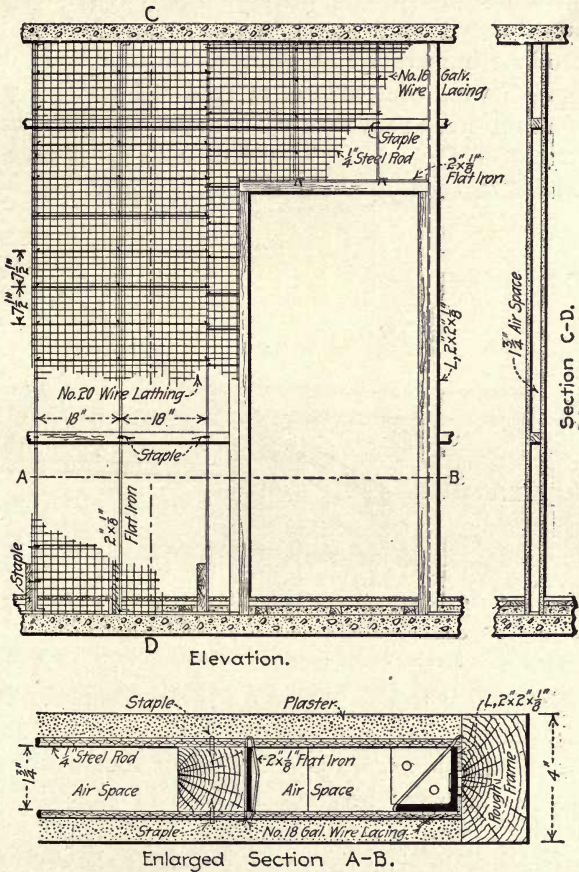 C
No.16 Galv.
Wire Lacing
Staple
1/4" Steel Rod
2"x1/8"
Flat Iron
|<7 1/2">|<7 1/2">|
L, 2"x2"x1/8"
1 3/4" Air Space
Section C-D.
No.20 Wire Lathing
18"
18"
Staple
A
B
2"x1/8"
Flat Iron
Staple
D
Elevation.
Staple
Plaster
L, 2"x2"x1/8"
1/4" Steel Rod
2"x1/8" Flat Iron
1 3/4"
Air Space
Air Space
Rough
Frame
4"
Staple
No.18 Gal. Wire Lacing
Enlarged Section A-B.